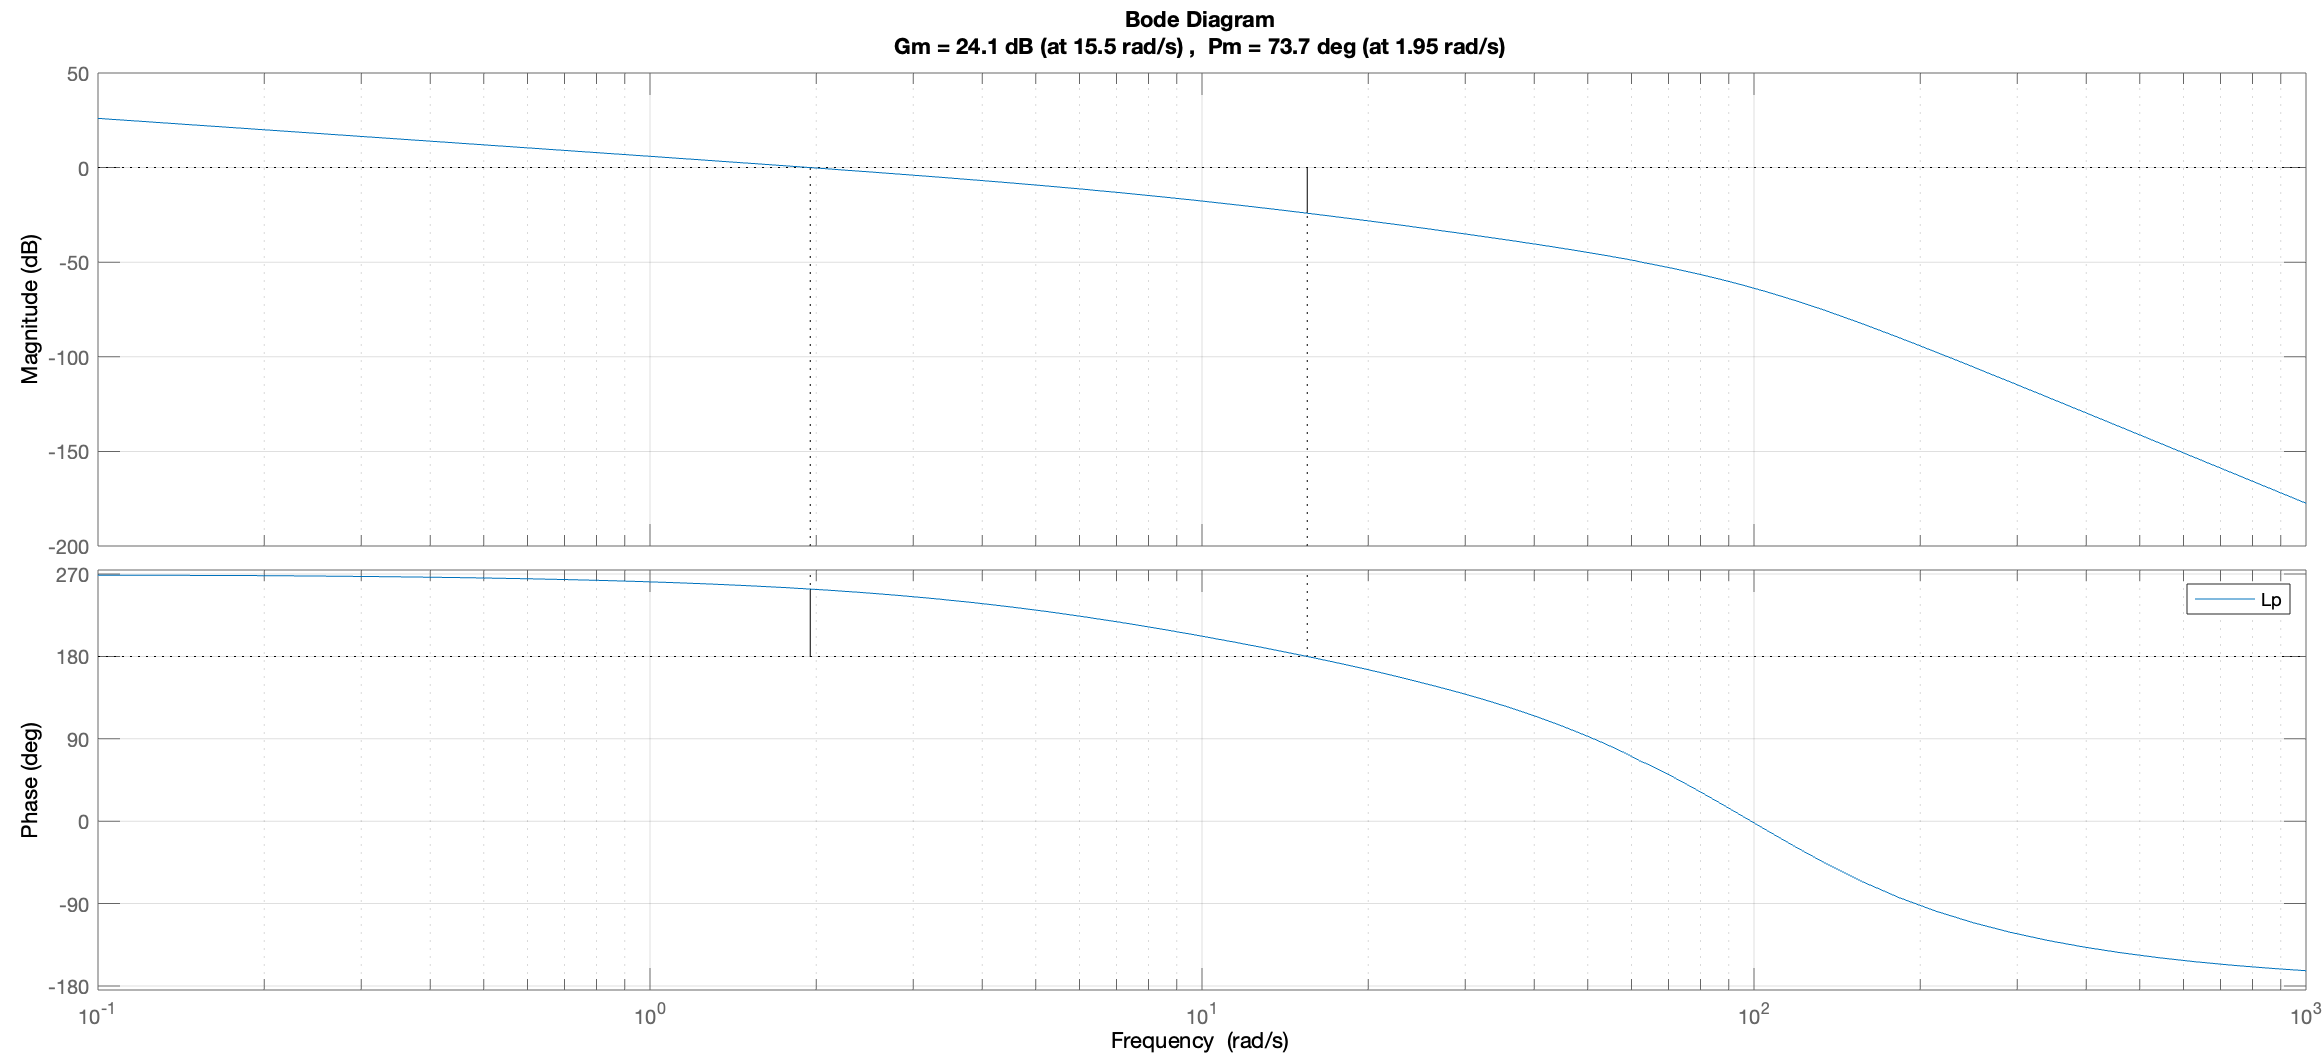 Bode Diagram
Gm = 24.1 dB (at 15.5 rad/s) ,  Pm = 73.7 deg (at 1.95 rad/s)
Magnitude (dB)
50
0
-50
-100
-150
-200
Phase (deg)
270
180
90
0
-90
-180
Lp
10-1
100
101
102
103
Frequency  (rad/s)